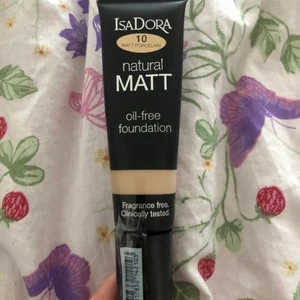 IsaDora
10
MATT PORCELAIN
natural
MATT
oil-free
foundation
Fragrance free.
Clinically tested.